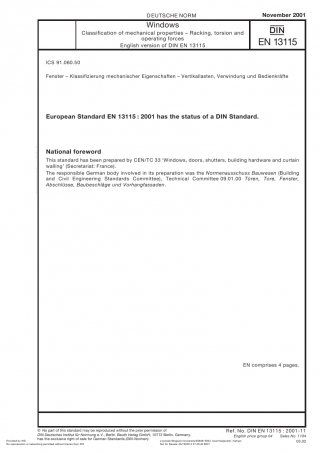 DEUTSCHE NORM
November 2001
Windows
Classification of mechanical properties – Racking, torsion and
operating forces
English version of DIN EN 13115
DIN
EN 13115
ICS 91.060.50
Fenster – Klassifizierung mechanischer Eigenschaften – Vertikallasten, Verwindung und Bedienkräfte
European Standard EN 13115 : 2001 has the status of a DIN Standard.
National foreword
This standard has been prepared by CEN/TC 33 ‘Windows, doors, shutters, building hardware and curtain
walling’ (Secretariat: France).
The responsible German body involved in its preparation was the Normenausschuss Bauwesen (Building
and Civil Engineering Standards Committee), Technical Committee 09.01.00 Türen, Tore, Fenster,
Abschlüsse, Baubeschläge und Vorhangfassaden.
EN comprises 4 pages.
© No part of this standard may be reproduced without the prior permission of
DIN Deutsches Institut für Normung e. V., Berlin. Beuth Verlag GmbH, 10772 Berlin, Germany,
has the exclusive right of sale for German Standards (DIN-Normen).
Ref. No. DIN EN 13115 : 2001-11
English price group 04 Sales No. 1104